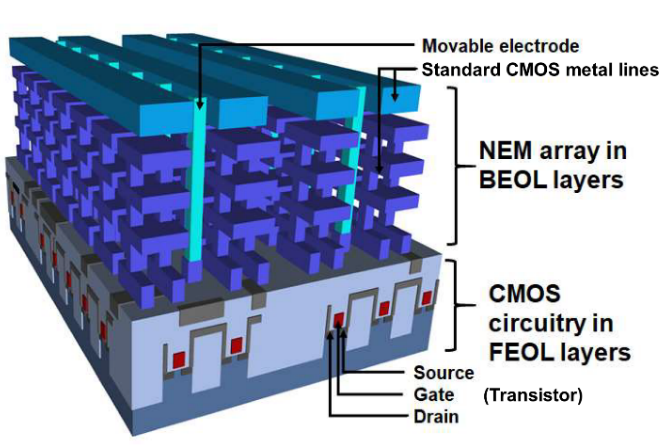 Movable electrode
Standard CMOS metal lines
NEM array in
BEOL layers
CMOS
circuitry in
FEOL layers
Source
Gate (Transistor)
Drain